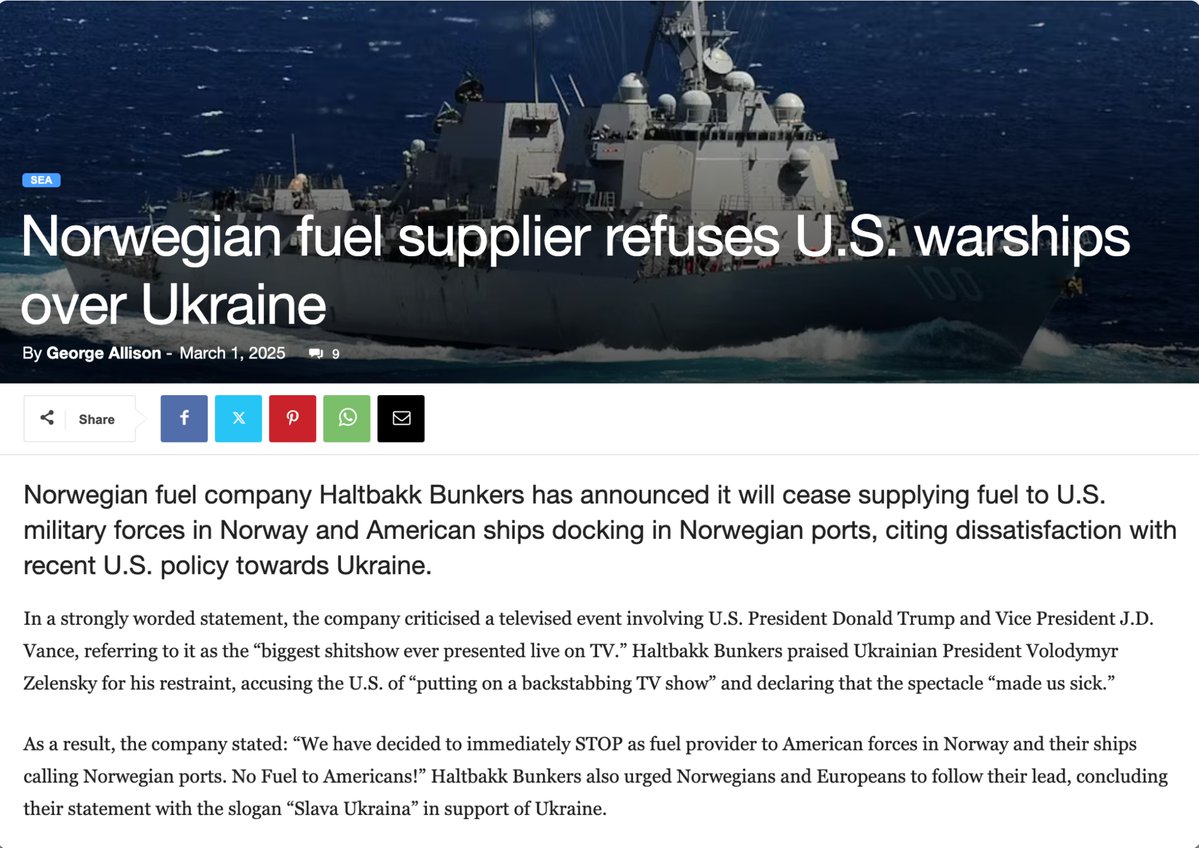 SEA
Norwegian fuel supplier refuses U.S. warships
over Ukraine
By George Allison - March 1, 2025 9
Share
Norwegian fuel company Haltbakk Bunkers has announced it will cease supplying fuel to U.S.
military forces in Norway and American ships docking in Norwegian ports, citing dissatisfaction with
recent U.S. policy towards Ukraine.
In a strongly worded statement, the company criticised a televised event involving U.S. President Donald Trump and Vice President J.D.
Vance, referring to it as the “biggest shitshow ever presented live on TV.” Haltbakk Bunkers praised Ukrainian President Volodymyr
Zelensky for his restraint, accusing the U.S. of “putting on a backstabbing TV show” and declaring that the spectacle “made us sick.”
As a result, the company stated: “We have decided to immediately STOP as fuel provider to American forces in Norway and their ships
calling Norwegian ports. No Fuel to Americans!” Haltbakk Bunkers also urged Norwegians and Europeans to follow their lead, concluding
their statement with the slogan “Slava Ukraina” in support of Ukraine.
100